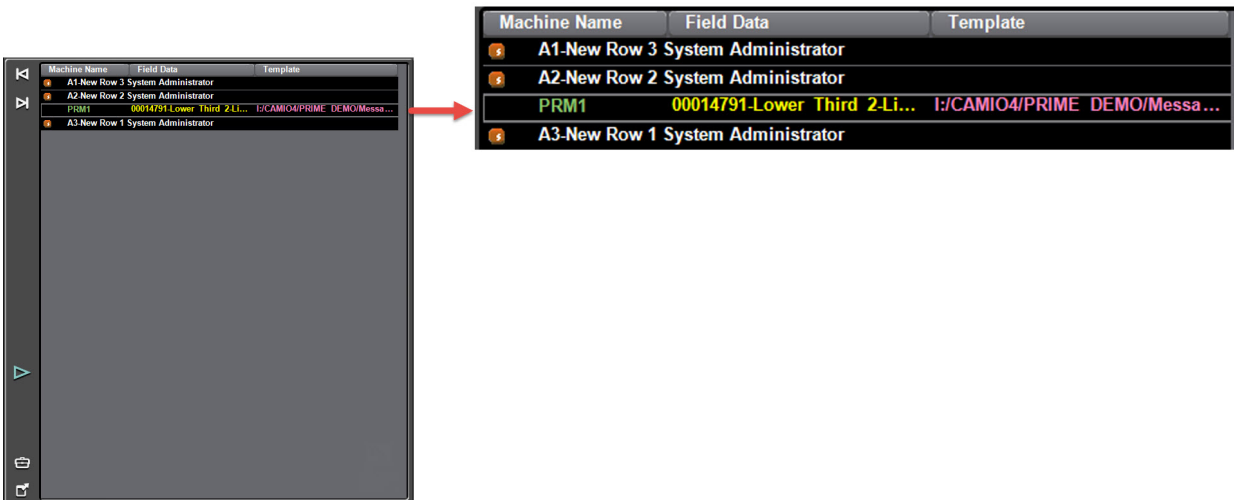 Machine Name Field Data Template
A1-New Row 3 System Administrator
A2-New Row 2 System Administrator
PRM1 00014791-Lower Third 2-Li... I:/CAMIO4/PRIME DEMO/Messa...
A3-New Row 1 System Administrator
Machine Name Field Data Template
A1-New Row 3 System Administrator
A2-New Row 2 System Administrator
PRM1 00014791-Lower Third 2-Li... I:/CAMIO4/PRIME DEMO/Messa...
A3-New Row 1 System Administrator